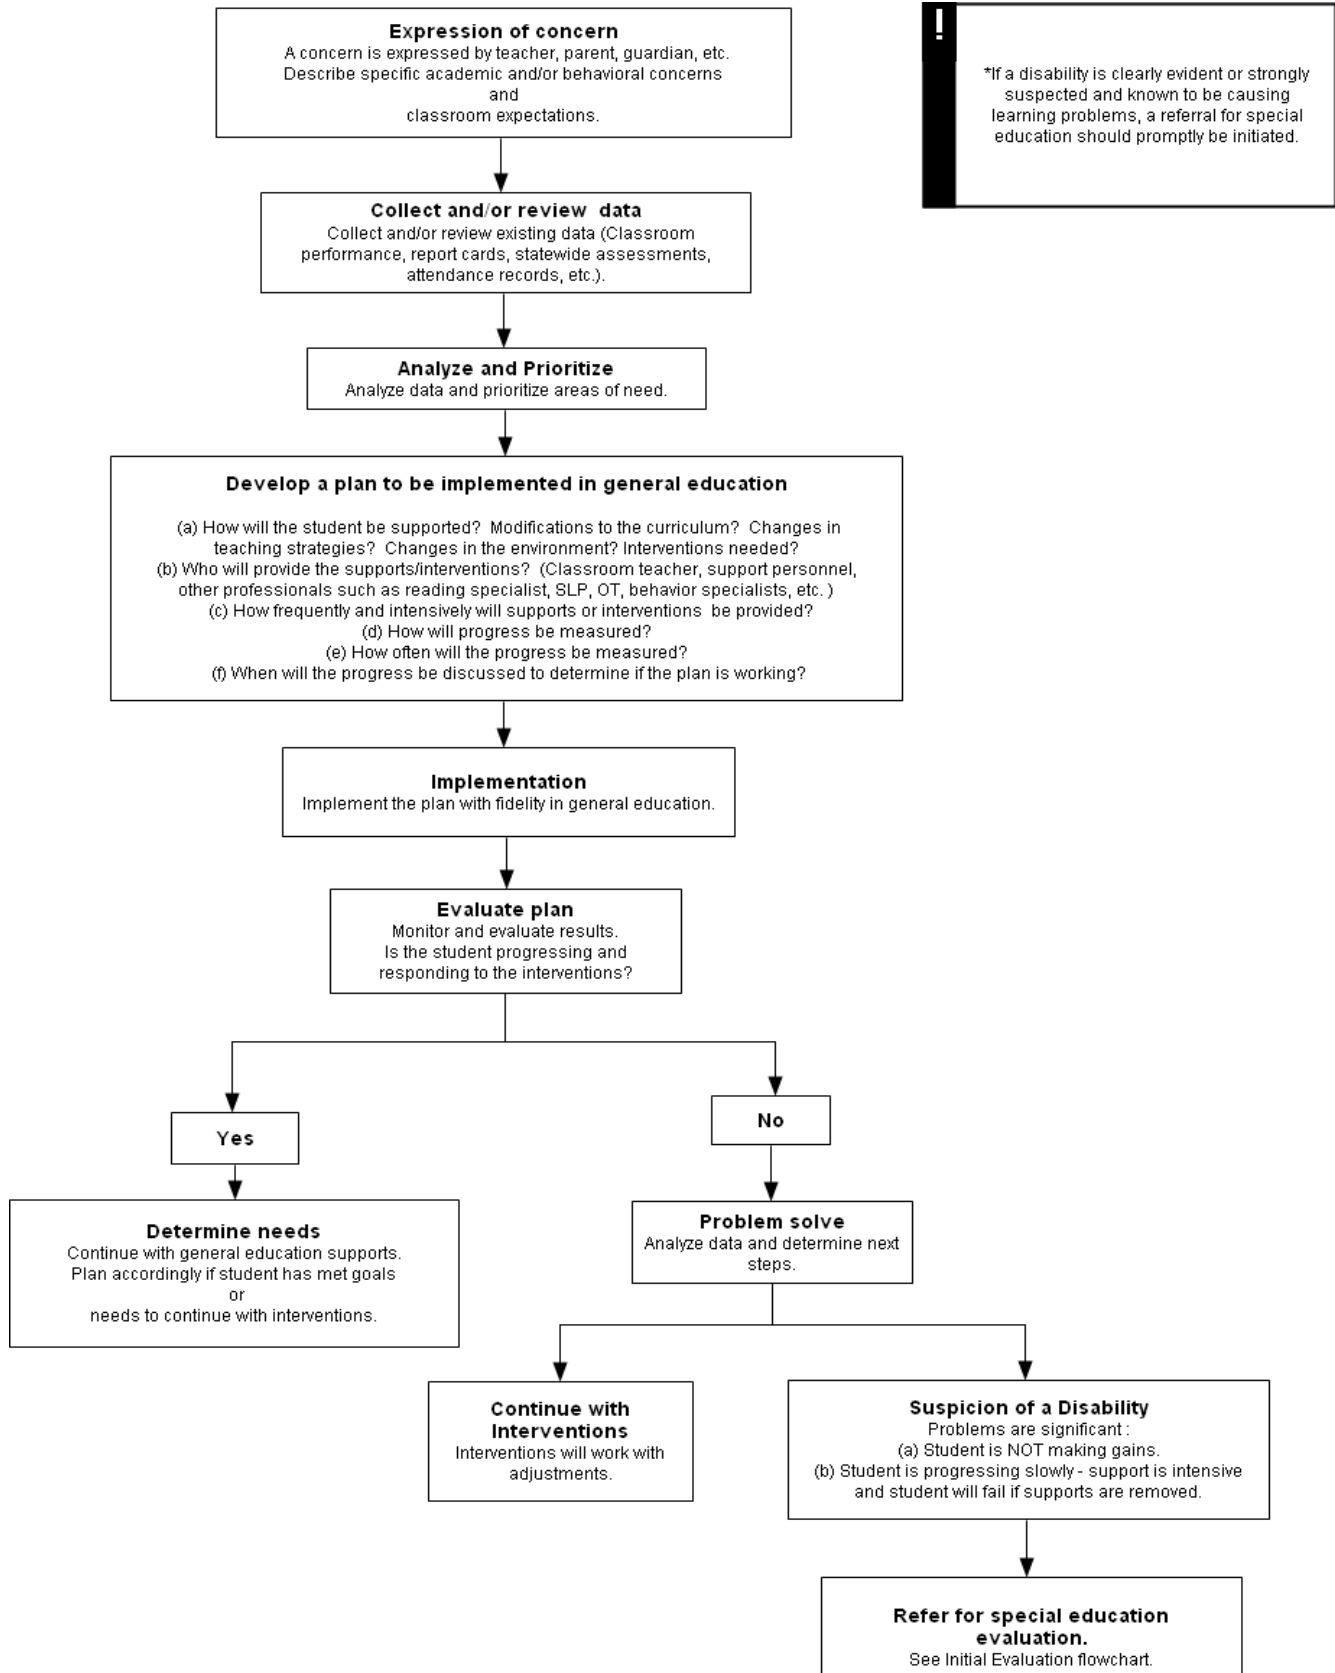 Expression of concern
A concern is expressed by teacher, parent, guardian, etc.
Describe specific academic and/or behavioral concerns
and
classroom expectations.
!
*If a disability is clearly evident or strongly
suspected and known to be causing
learning problems, a referral for special
education should promptly be initiated.
Collect and/or review data
Collect and/or review existing data (Classroom
performance, report cards, statewide assessments,
attendance records, etc.).
Analyze and Prioritize
Analyze data and prioritize areas of need.
Develop a plan to be implemented in general education
(a) How will the student be supported? Modifications to the curriculum? Changes in
teaching strategies? Changes in the environment? Interventions needed?
(b) Who will provide the supports/interventions? (Classroom teacher, support personnel,
other professionals such as reading specialist, SLP, OT, behavior specialists, etc. )
(c) How frequently and intensively will supports or interventions be provided?
(d) How will progress be measured?
(e) How often will the progress be measured?
(f) When will the progress be discussed to determine if the plan is working?
Implementation
Implement the plan with fidelity in general education.
Evaluate plan
Monitor and evaluate results.
Is the student progressing and
responding to the interventions?
Yes
No
Determine needs
Continue with general education supports.
Plan accordingly if student has met goals
or
needs to continue with interventions.
Problem solve
Analyze data and determine next
steps.
Continue with
Interventions
Interventions will work with
adjustments.
Suspicion of a Disability
Problems are significant :
(a) Student is NOT making gains.
(b) Student is progressing slowly - support is intensive
and student will fail if supports are removed.
Refer for special education
evaluation.
See Initial Evaluation flowchart.